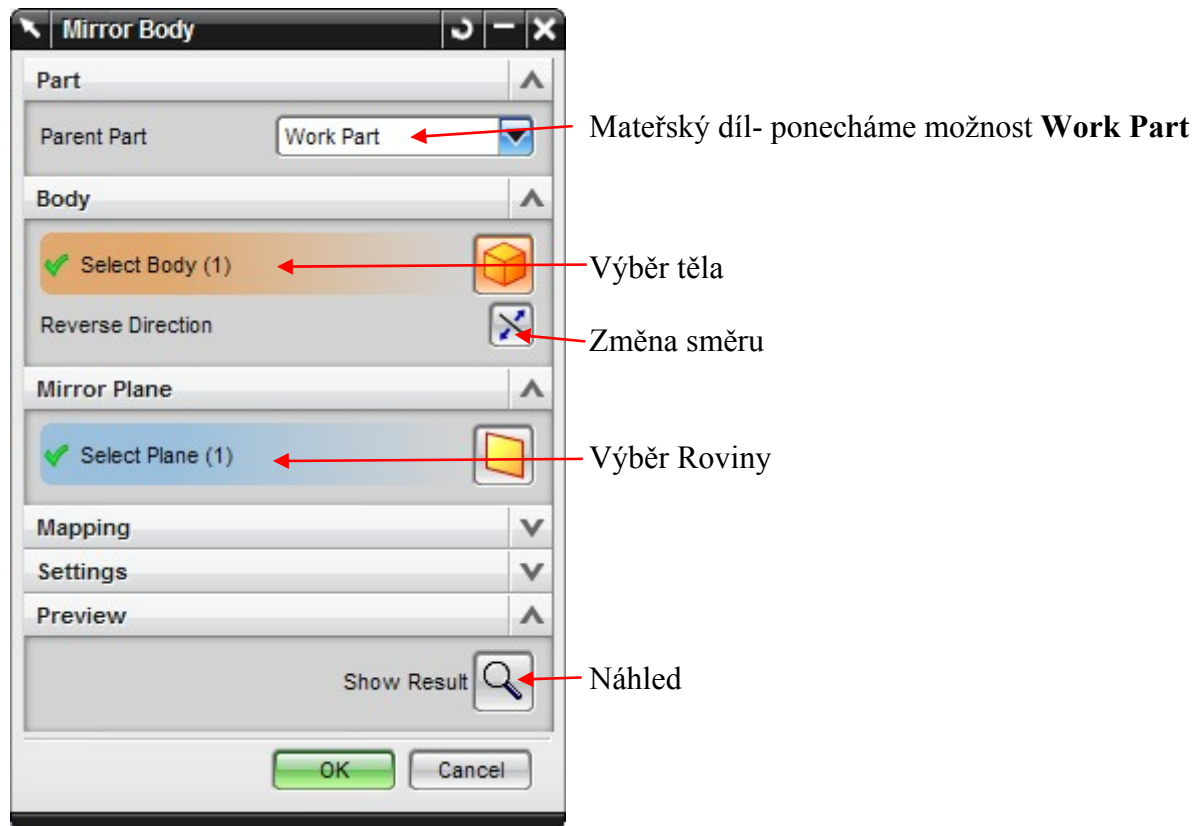 Mirror Body
Part
Parent Part Work Part Mateřský díl- ponecháme možnost Work Part
Body
Select Body (1) Výběr těla
Reverse Direction Změna směru
Mirror Plane
Select Plane (1) Výběr Roviny
Mapping
Settings
Preview
Show Result Náhled
OK Cancel